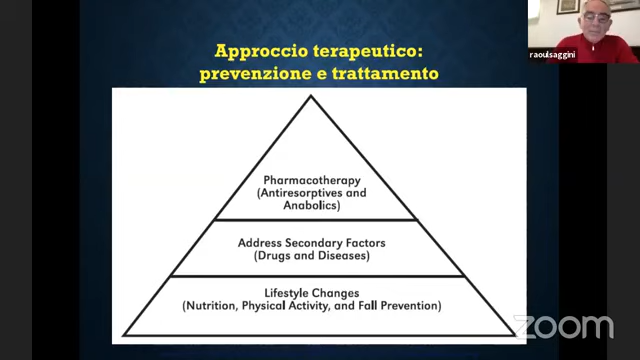 Approccio terapeutico:
prevenzione e trattamento
raoulsaggini
Pharmacotherapy
(Antiresorptives and
Anabolics)
Address Secondary Factors
(Drugs and Diseases)
Lifestyle Changes
(Nutrition, Physical Activity, and Fall Prevention)
zoom